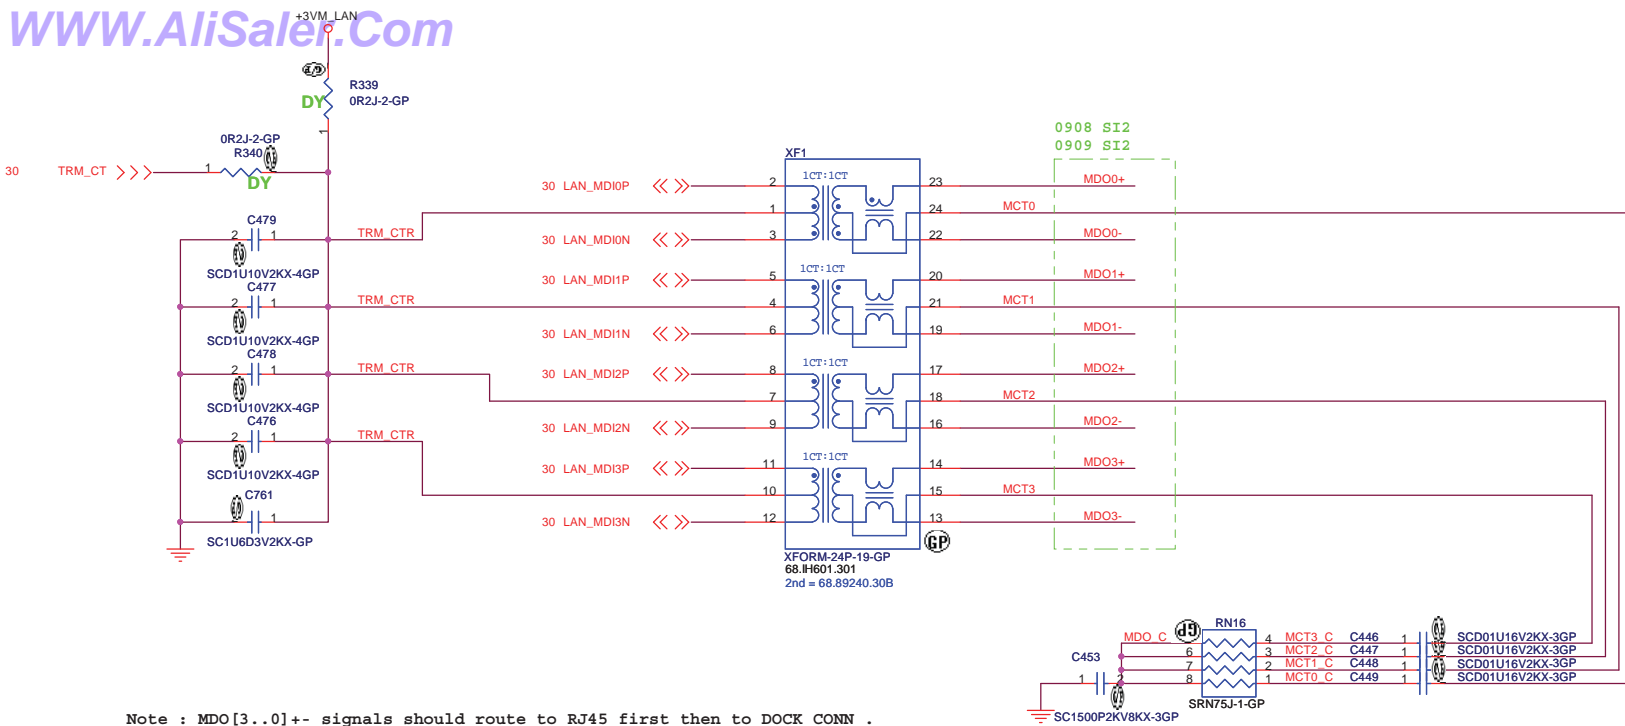 WWW.AliSaler.Com
+3VM_LAN
R339
0R2J-2-GP
DY
1
0R2J-2-GP
R340
DY
30 TRM_CT
1
C479
2 1
SCD1U10V2KX-4GP
C477
2 1
SCD1U10V2KX-4GP
C478
2 1
SCD1U10V2KX-4GP
C476
2 1
SCD1U10V2KX-4GP
C761
1
SC1U6D3V2KX-GP
TRM_CTR
TRM_CTR
TRM_CTR
TRM_CTR
30 LAN_MDI0P
30 LAN_MDI0N
30 LAN_MDI1P
30 LAN_MDI1N
30 LAN_MDI2P
30 LAN_MDI2N
30 LAN_MDI3P
30 LAN_MDI3N
XF1
1CT:1CT
2 23
1 24
3 22
1CT:1CT
5 20
4 21
6 19
1CT:1CT
8 17
7 18
9 16
1CT:1CT
11 14
10 15
12 13
GP
XFORM-24P-19-GP
68.IH601.301
2nd = 68.89240.30B
0908 SI2
0909 SI2
MDO0+
MCT0
MDO0-
MDO1+
MCT1
MDO1-
MDO2+
MCT2
MDO2-
MDO3+
MCT3
MDO3-
RN16
GP
MDO_C
4 MCT3_C C446 1 SCD01U16V2KX-3GP
6 3 MCT2_C C447 1 SCD01U16V2KX-3GP
7 2 MCT1_C C448 1 SCD01U16V2KX-3GP
8 1 MCT0_C C449 1 SCD01U16V2KX-3GP
SRN75J-1-GP
C453
1 2
SC1500P2KV8KX-3GP
Note : MDO[3..0]+- signals should route to RJ45 first then to DOCK CONN .